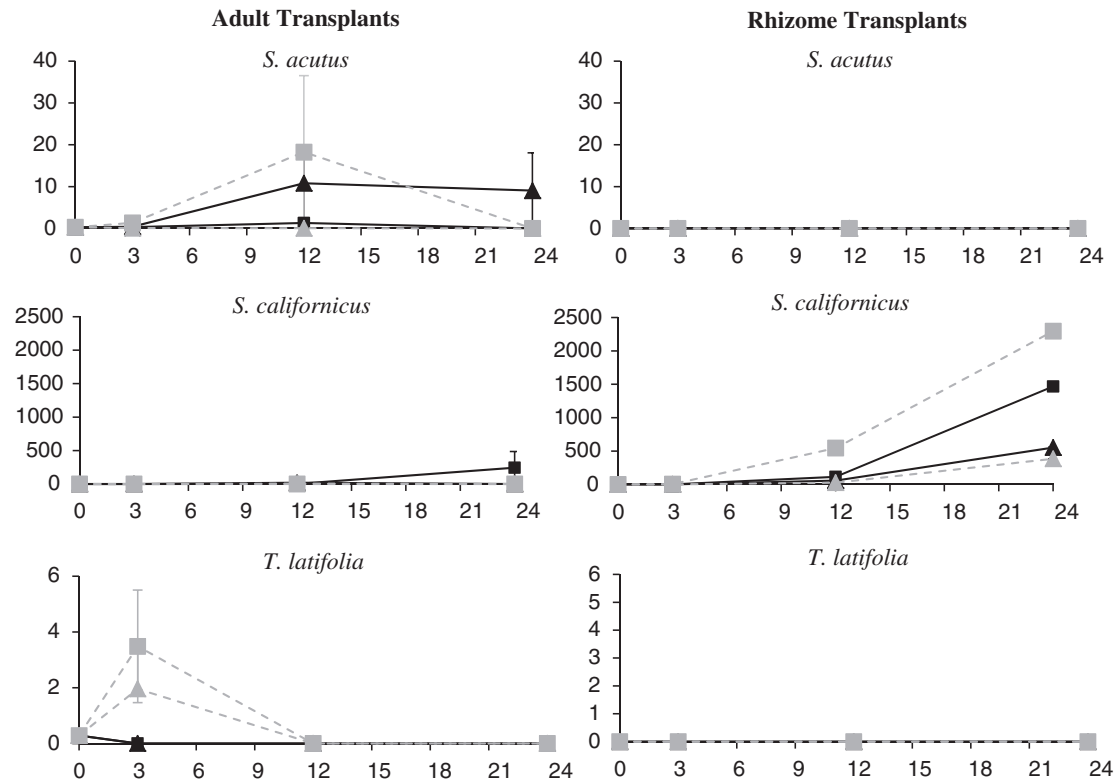 Adult Transplants
Rhizome Transplants
S. acutus
40
30
20
10
0
0 3 6 9 12 15 18 21 24
S. acutus
40
30
20
10
0
0 3 6 9 12 15 18 21 24
S. californicus
2500
2000
1500
1000
500
0
0 3 6 9 12 15 18 21 24
S. californicus
2500
2000
1500
1000
500
0
0 3 6 9 12 15 18 21 24
T. latifolia
6
4
2
0
0 3 6 9 12 15 18 21 24
T. latifolia
6
5
4
3
2
1
0
0 3 6 9 12 15 18 21 24